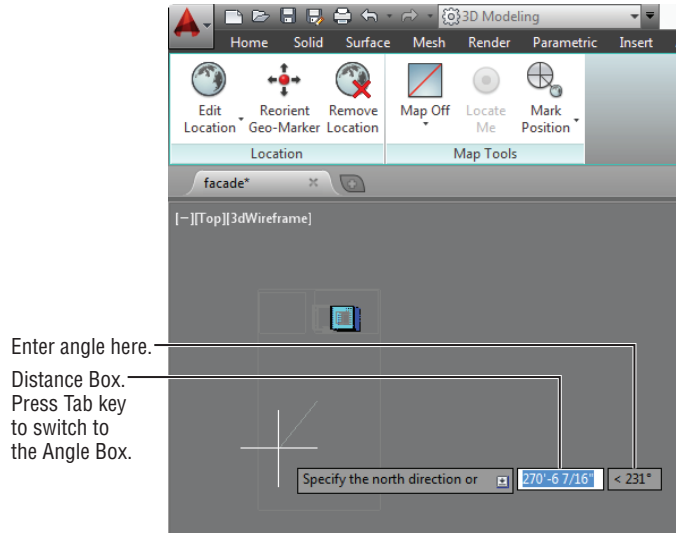 3D Modeling
Home Solid Surface Mesh Render Parametric Insert
Edit Location
Reorient Geo-Marker
Remove Location
Map Off
Locate Me
Mark Position
Location
Map Tools
facade*
[−][Top][3dWireframe]
Enter angle here.
Distance Box.
Press Tab key
to switch to
the Angle Box.
Specify the north direction or
270'-6 7/16"
< 231°